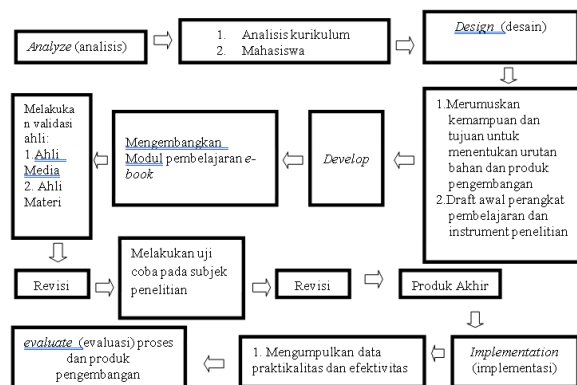 Analyze (analisis)
1. Analisis kurikulum
2. Mahasiswa
Design (desain)
1.Merumuskan
kemampuan dan
tujuan untuk
menentukan urutan
bahan dan produk
pengembangan
2.Draft awal perangkat
pembelajaran dan
instrument penelitian
Develop
Mengembangkan
Modul pembelajaran e-
book
Melakuka
n validasi
ahli:
1.Ahli
Media
2. Ahli
Materi
Revisi
Melakukan uji
coba pada subjek
penelitian
Revisi
Produk Akhir
Implementation
(implementasi)
1. Mengumpulkan data
praktikalitas dan efektivitas
evaluate (evaluasi) proses
dan produk
pengembangan